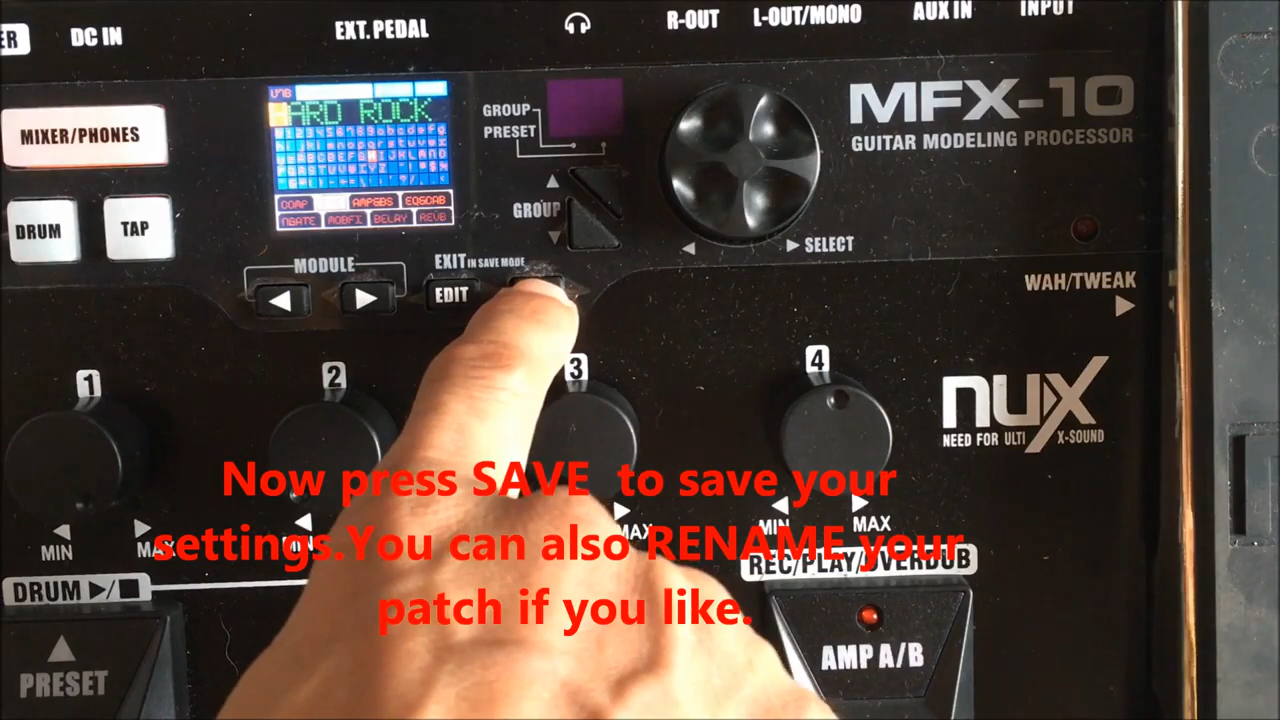 DC IN
EXT. PEDAL
R-OUT
L-OUT/MONO
AUX IN
INPUT
MIXER/PHONES
ARD ROCK
COMP
AMP&BS
EQ&CAB
NGATE
MODFX
DELAY
REVB
GROUP
PRESET
MFX-10
GUITAR MODELING PROCESSOR
DRUM
TAP
GROUP
SELECT
MODULE
EXIT IN SAVE MODE
EDIT
WAH/TWEAK
1
2
3
4
nux
NEED FOR ULTI X-SOUND
Now press SAVE to save your
settings.You can also RENAME your
patch if you like.
MIN
MAX
MIN
MAX
MIN
MAX
REC/PLAY/OVERDUB
DRUM
PRESET
AMP A/B